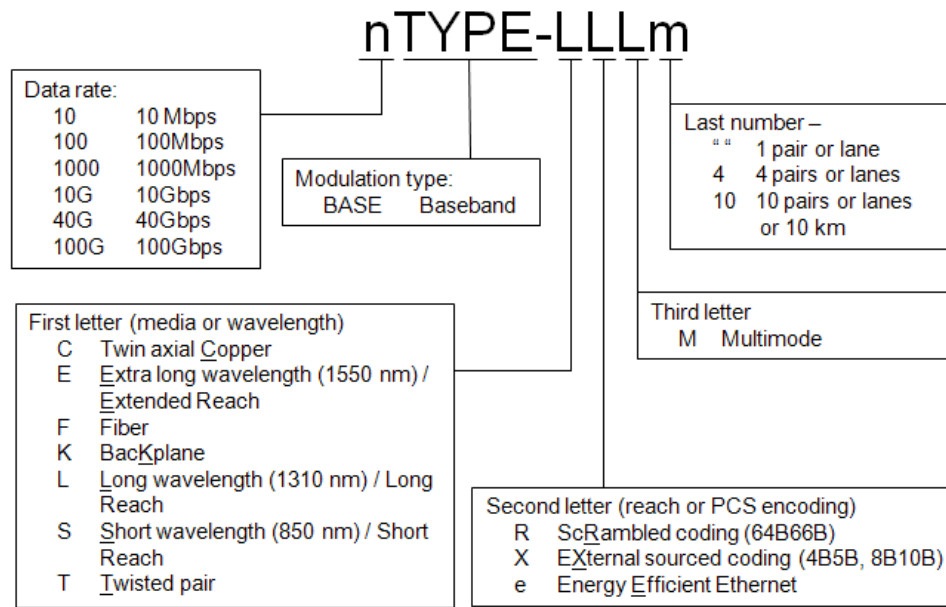 nTYPE-LLLm
Data rate:
10 10 Mbps
100 100Mbps
1000 1000Mbps
10G 10Gbps
40G 40Gbps
100G 100Gbps
Modulation type:
BASE Baseband
Last number –
“ “ 1 pair or lane
4 4 pairs or lanes
10 10 pairs or lanes
or 10 km
First letter (media or wavelength)
C Twin axial Copper
E Extra long wavelength (1550 nm) /
Extended Reach
F Fiber
K BacKplane
L Long wavelength (1310 nm) / Long
Reach
S Short wavelength (850 nm) / Short
Reach
T Twisted pair
Third letter
M Multimode
Second letter (reach or PCS encoding)
R ScRambled coding (64B66B)
X EXternal sourced coding (4B5B, 8B10B)
e Energy Efficient Ethernet